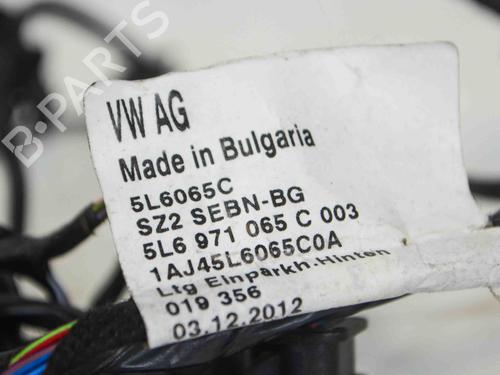 B-PARTS
VW AG
Made in Bulgaria
5L6065C
SZ2 SEBN-BG
5L6 971 065 C 003
1AJ45L6065C0A
Ltg Einparkh.Hinten
019 356
03.12.2012